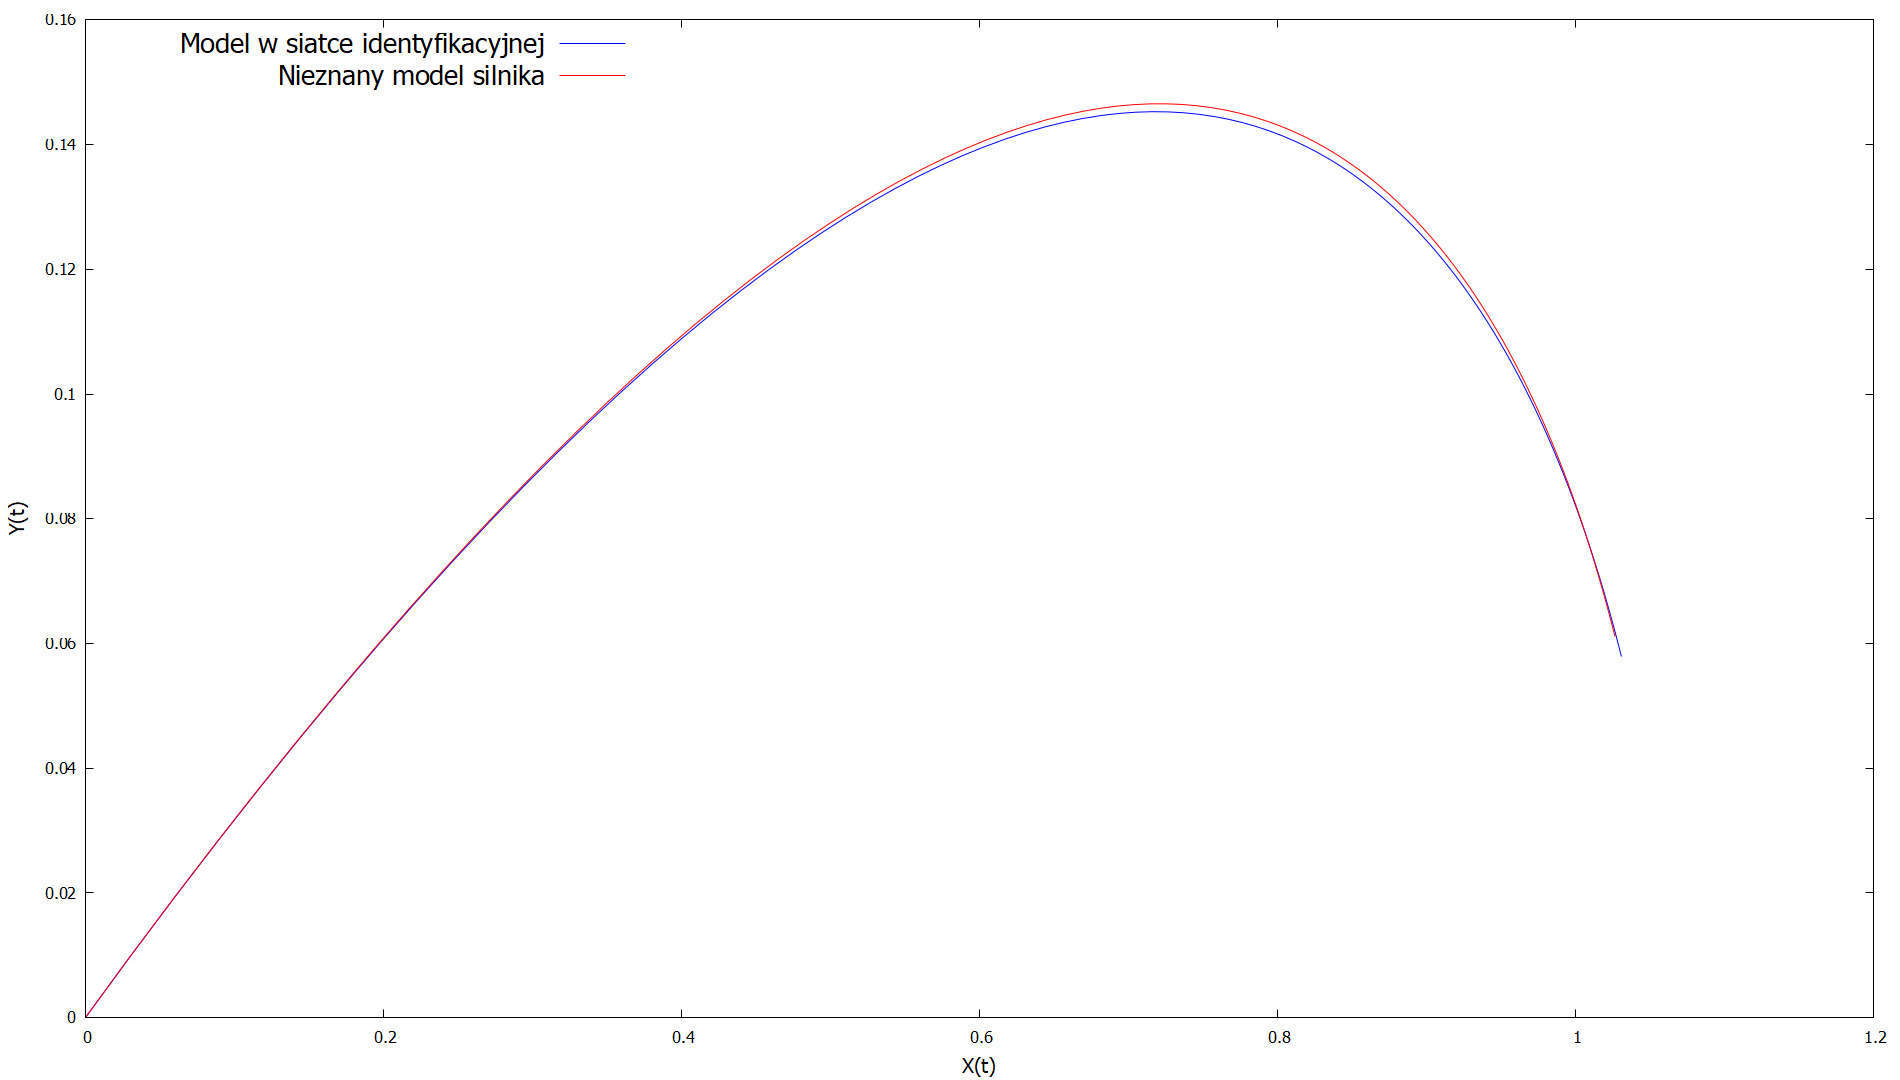 0.16
Model w siatce identyfikacyjnej
Nieznany model silnika
0.14
0.12
0.1
0.08
Y(t)
0.06
0.04
0.02
0
0 0.2 0.4 0.6 0.8 1 1.2
X(t)